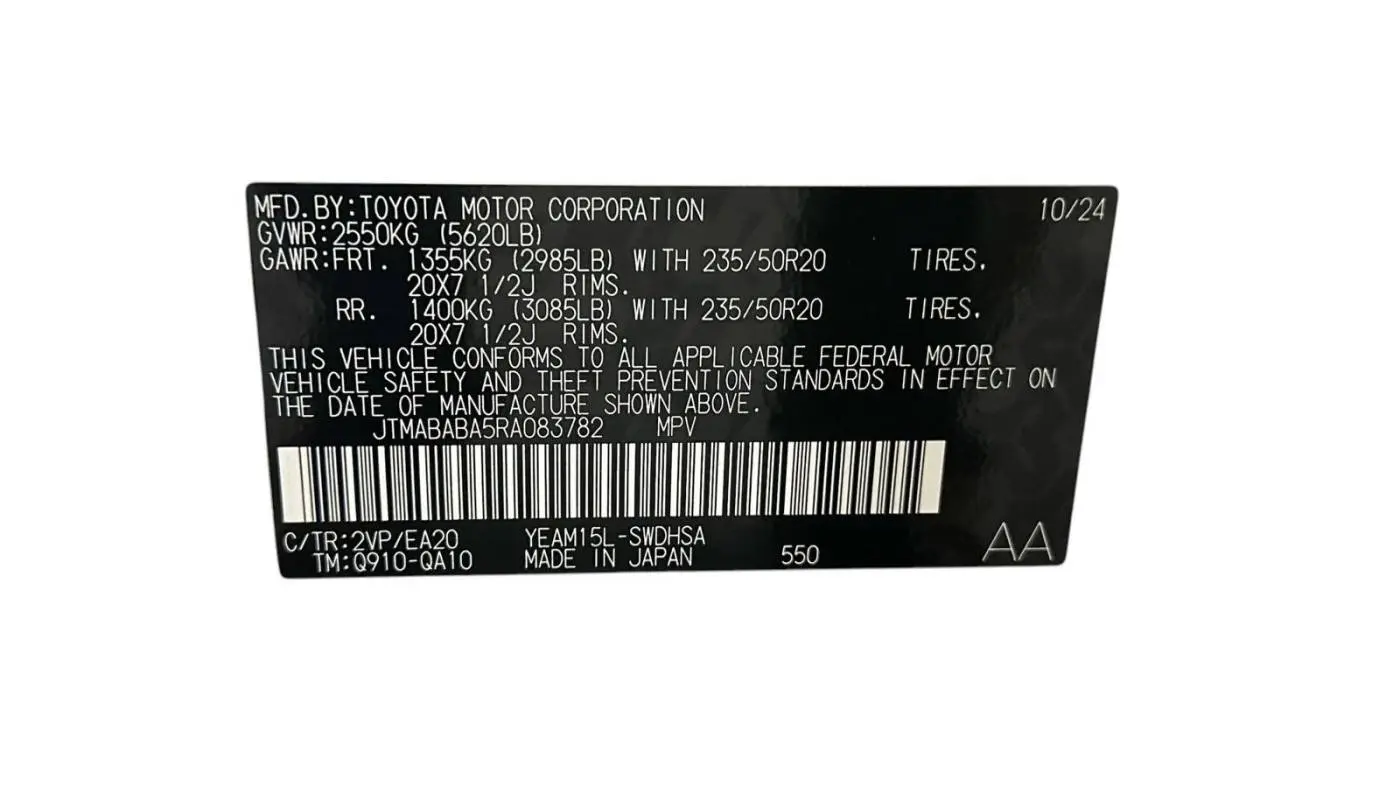 MFD.BY:TOYOTA MOTOR CORPORATION 10/24
GVWR:2550KG (5620LB)
GAWR:FRT. 1355KG (2985LB) WITH 235/50R20 TIRES.
20X7 1/2J RIMS.
RR. 1400KG (3085LB) WITH 235/50R20 TIRES.
20X7 1/2J RIMS.
THIS VEHICLE CONFORMS TO ALL APPLICABLE FEDERAL MOTOR
VEHICLE SAFETY AND THEFT PREVENTION STANDARDS IN EFFECT ON
THE DATE OF MANUFACTURE SHOWN ABOVE.
JTMABABA5RA083782 MPV
C/TR:2VP/EA20 YEAM15L-SWDHSA
TM:Q910-QA10 MADE IN JAPAN 550 AA